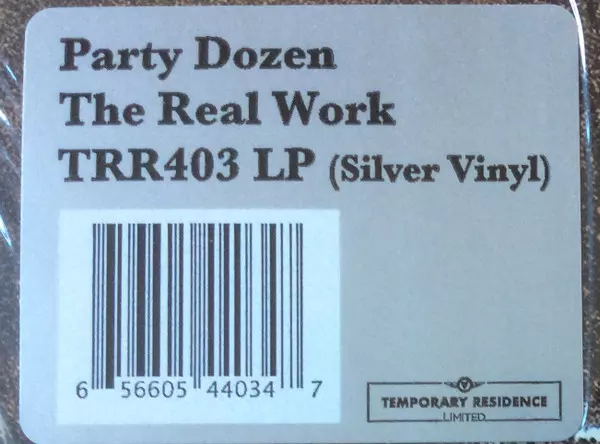 Party Dozen
The Real Work
TRR403 LP (Silver Vinyl)
6 56605 44034 7
TEMPORARY RESIDENCE
LIMITED